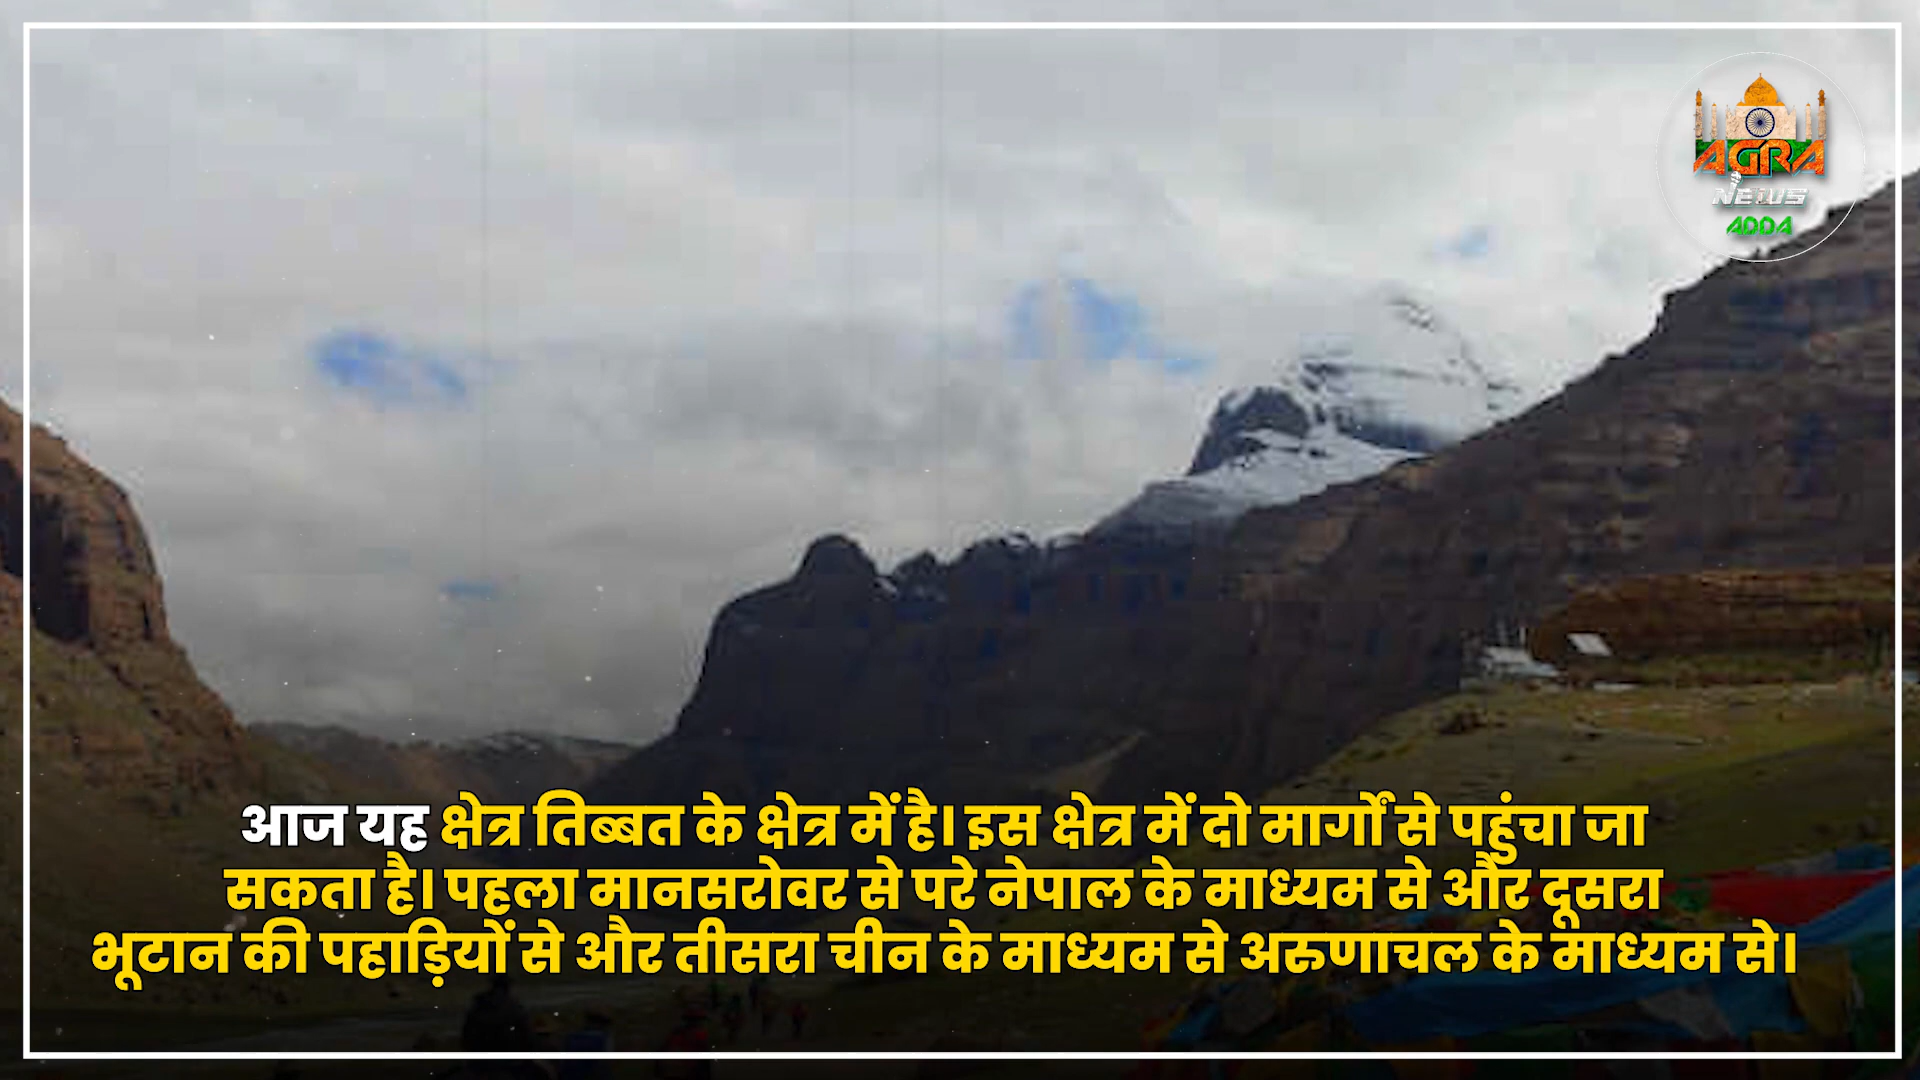 AGRA
NEWS
ADDA
आज यह क्षेत्र तिब्बत के क्षेत्र में है। इस क्षेत्र में दो मार्गों से पहुंचा जा
सकता है। पहला मानसरोवर से परे नेपाल के माध्यम से और दूसरा
भूटान की पहाड़ियों से और तीसरा चीन के माध्यम से अरुणाचल के माध्यम से।